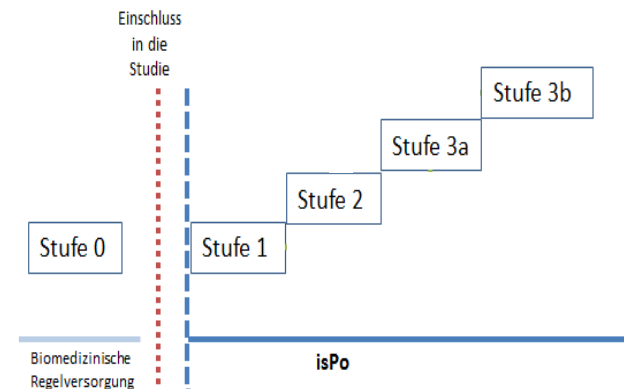 Einschluss
in die
Studie
Stufe 3b
Stufe 3a
Stufe 2
Stufe 0
Stufe 1
Biomedizinische
Regelversorgung
isPo